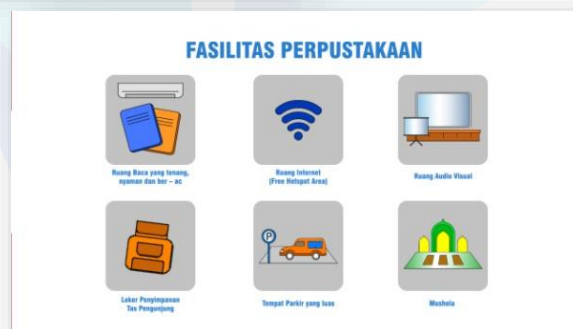 FASILITAS PERPUSTAKAAN
Ruang Baca yang tenang,
nyaman dan ber – ac
Ruang Internet
(Free Hotspot Area)
Ruang Audio Visual
P
Loker Penyimpanan
Tas Pengunjung
Tempat Parkir yang luas
Mushola